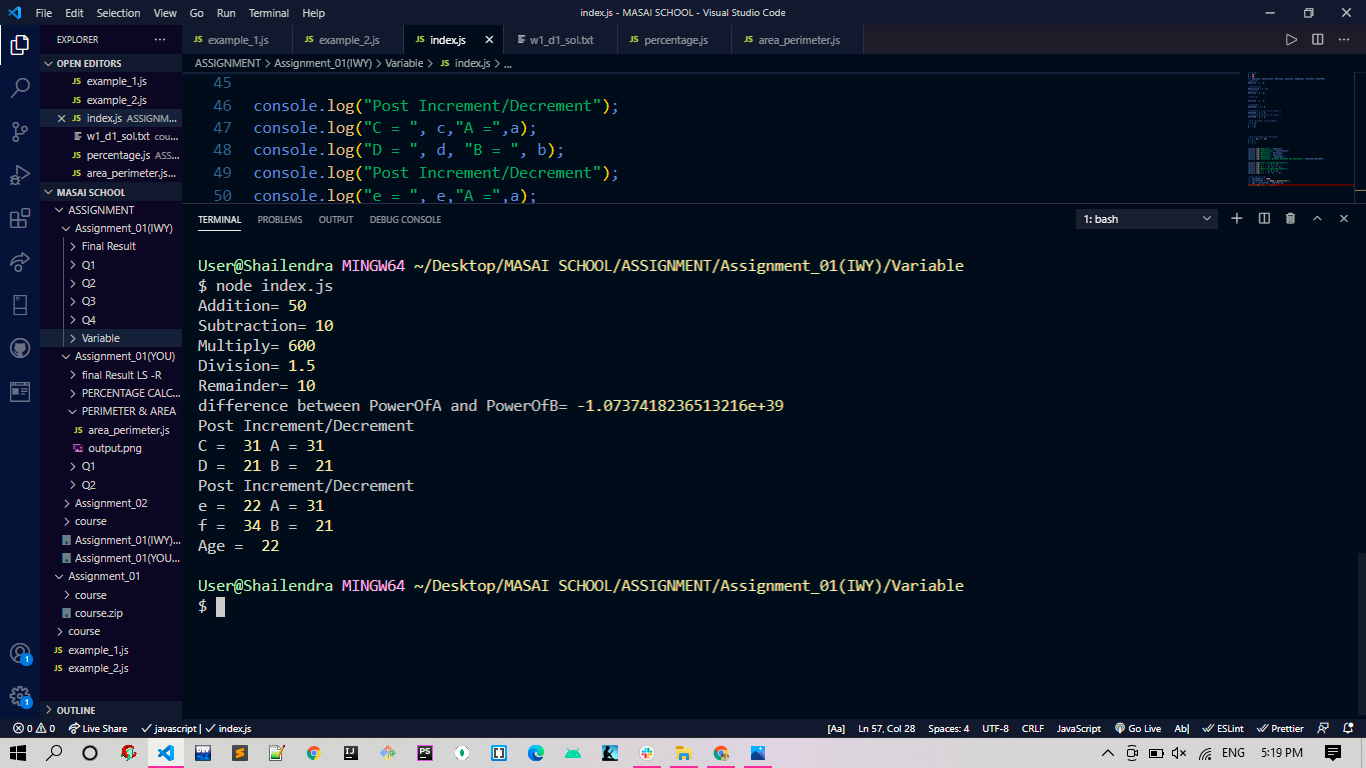 File Edit Selection View Go Run Terminal Help index.js - MASAI SCHOOL - Visual Studio Code
EXPLORER ···
JS example_1.js JS example_2.js JS index.js × w1_d1_sol.txt JS percentage.js JS area_perimeter.js
ASSIGNMENT > Assignment_01(IWY) > Variable > JS index.js > ...
OPEN EDITORS
JS example_1.js
JS example_2.js
× JS index.js ASSIGNM...
w1_d1_sol.txt cou...
JS percentage.js ASS...
JS area_perimeter.js...
MASAI SCHOOL
ASSIGNMENT
Assignment_01(IWY)
Final Result
Q1
Q2
Q3
Q4
Variable
Assignment_01(YOU)
final Result LS -R
PERCENTAGE CALC...
PERIMETER & AREA
JS area_perimeter.js
output.png
Q1
Q2
Assignment_02
course
Assignment_01(IWY)...
Assignment_01(YOU...
Assignment_01
course
course.zip
course
JS example_1.js
JS example_2.js
OUTLINE
45
46 console.log("Post Increment/Decrement");
47 console.log("C = ", c,"A =",a);
48 console.log("D = ", d, "B = ", b);
49 console.log("Post Increment/Decrement");
50 console.log("e = ", e,"A =",a);
TERMINAL PROBLEMS OUTPUT DEBUG CONSOLE 1: bash
User@Shailendra MINGW64 ~/Desktop/MASAI SCHOOL/ASSIGNMENT/Assignment_01(IWY)/Variable
$ node index.js
Addition= 50
Subtraction= 10
Multiply= 600
Division= 1.5
Remainder= 10
difference between PowerOfA and PowerOfB= -1.0737418236513216e+39
Post Increment/Decrement
C =  31 A = 31
D =  21 B =  21
Post Increment/Decrement
e =  22 A = 31
f =  34 B =  21
Age =  22
User@Shailendra MINGW64 ~/Desktop/MASAI SCHOOL/ASSIGNMENT/Assignment_01(IWY)/Variable
$
1
1
0 0 Live Share javascript | index.js [Aa] Ln 57, Col 28 Spaces: 4 UTF-8 CRLF JavaScript Go Live Ab| ESLint Prettier
DEV IJ PS ENG 5:19 PM